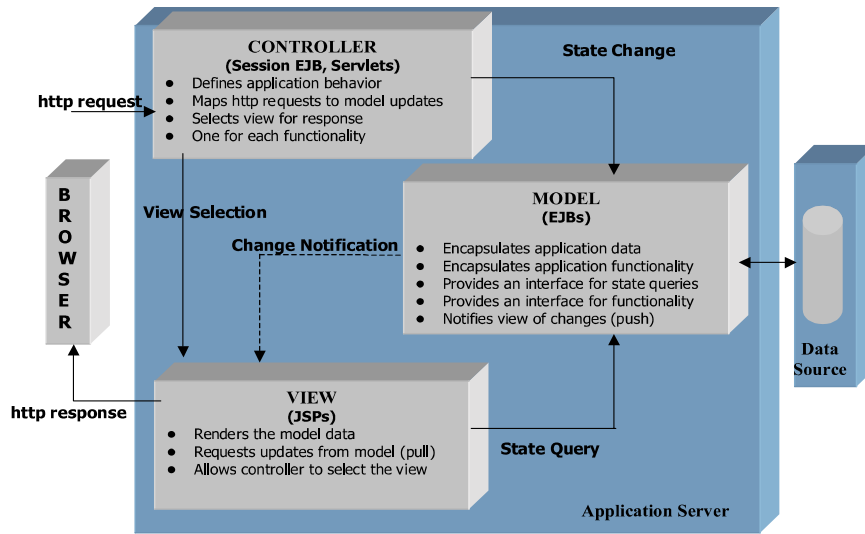 CONTROLLER
(Session EJB, Servlets)
● Defines application behavior
● Maps http requests to model updates
● Selects view for response
● One for each functionality
State Change
http request
BROWSER
View Selection
Change Notification
MODEL
(EJBs)
● Encapsulates application data
● Encapsulates application functionality
● Provides an interface for state queries
● Provides an interface for functionality
● Notifies view of changes (push)
Data
Source
http response
VIEW
(JSPs)
● Renders the model data
● Requests updates from model (pull)
● Allows controller to select the view
State Query
Application Server